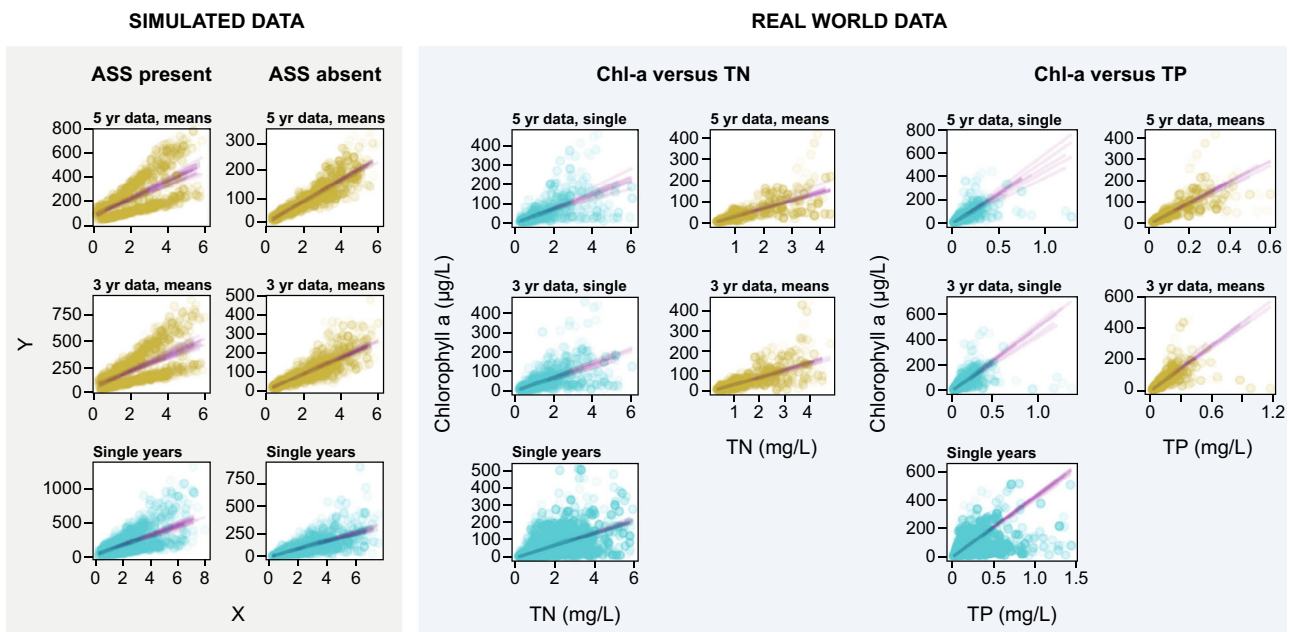 SIMULATED DATA
REAL WORLD DATA
ASS present
ASS absent
Chl-a versus TN
Chl-a versus TP
5 yr data, means
5 yr data, means
5 yr data, single
5 yr data, means
5 yr data, single
5 yr data, means
800
600
400
200
0
0 2 4 6
300
200
100
0
0 2 4 6
400
300
200
100
0
0 2 4 6
400
300
200
100
0
1 2 3 4
800
600
400
200
0
0 0.5 1.0
400
300
200
100
0
0 0.2 0.4 0.6
3 yr data, means
3 yr data, means
3 yr data, single
3 yr data, means
3 yr data, single
3 yr data, means
750
500
250
0
0 2 4 6
500
400
300
200
100
0
0 2 4 6
400
300
200
100
0
0 2 4 6
400
300
200
100
0
1 2 3 4
600
400
200
0
0 0.5 1.0
600
400
200
0
0 0.6 1.2
Y
Chlorophyll a (µg/L)
Chlorophyll a (µg/L)
TN (mg/L)
TP (mg/L)
Single years
Single years
Single years
Single years
1000
500
0
0 2 4 6 8
750
500
250
0
0 2 4 6
500
400
300
200
100
0
0 2 4 6
600
400
200
0
0 0.5 1.0 1.5
X
TN (mg/L)
TP (mg/L)